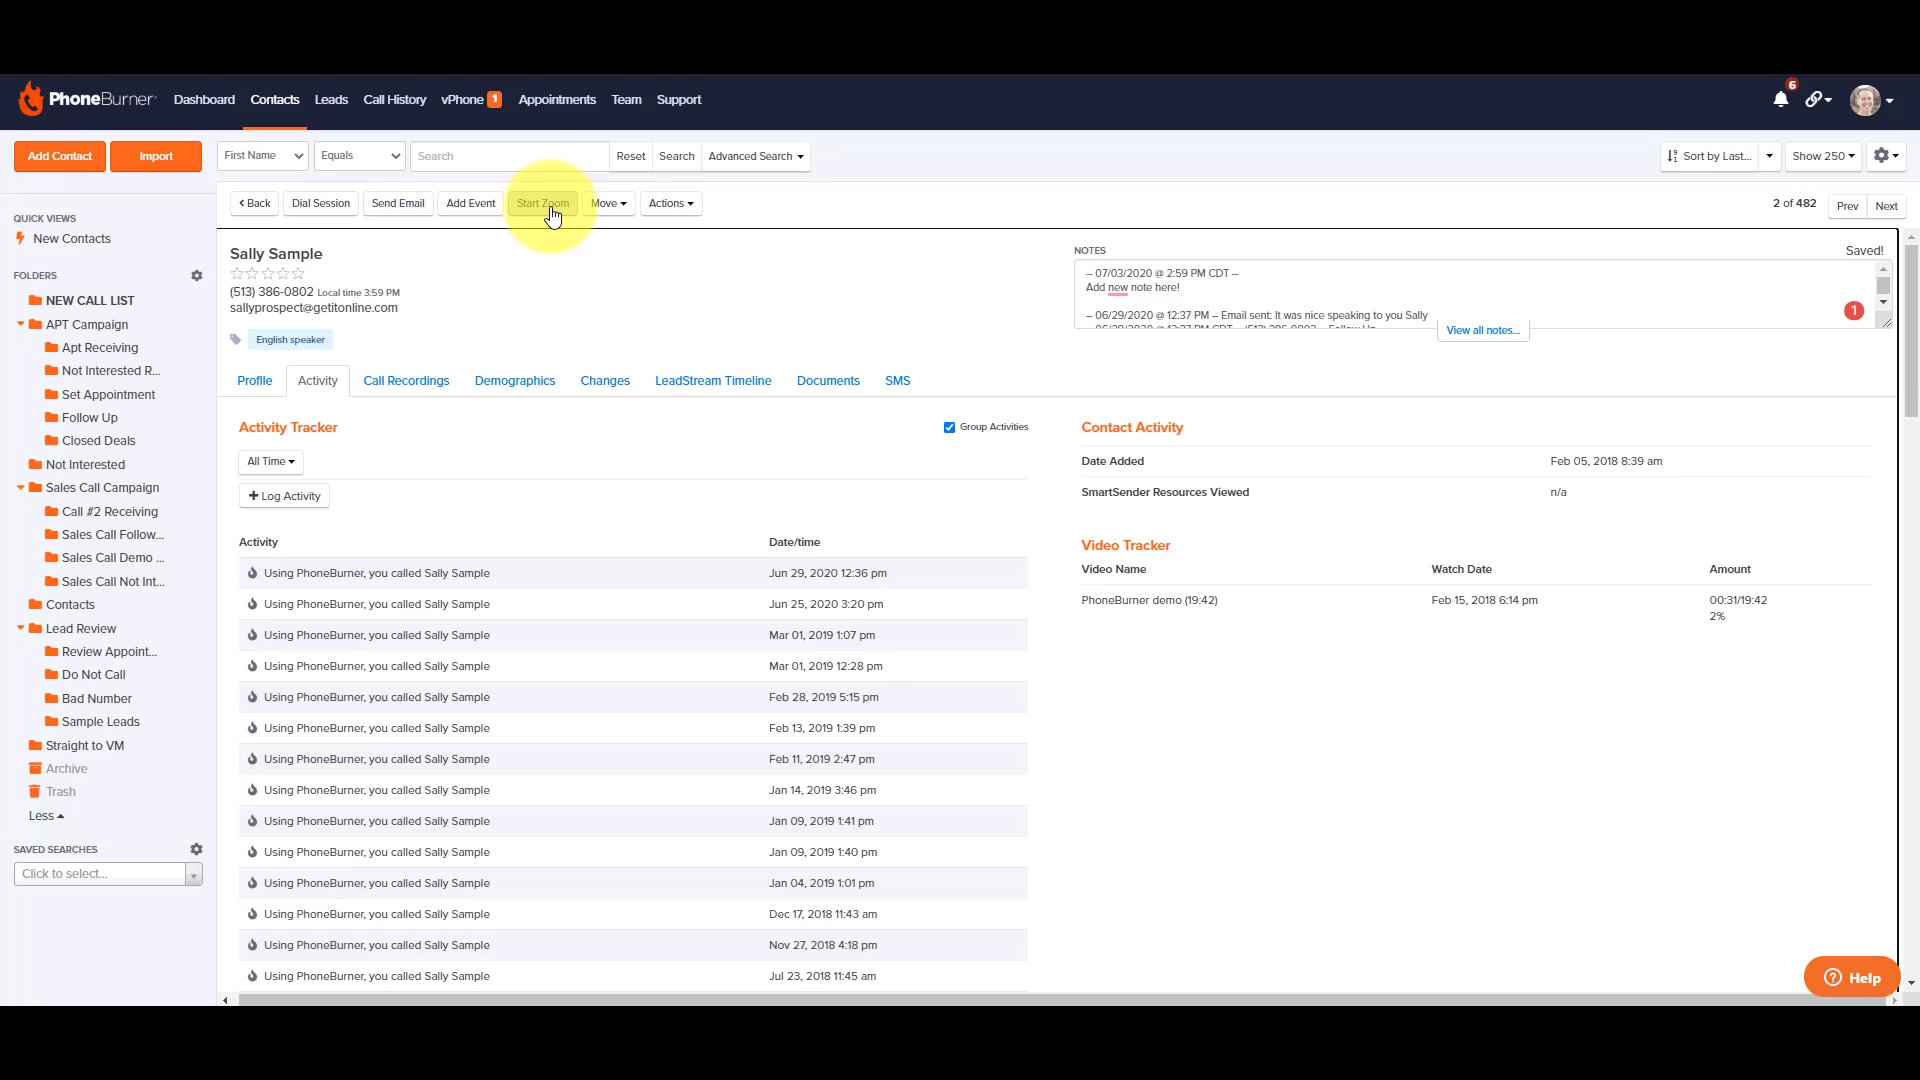 PhoneBurner
Dashboard
Contacts
Leads
Call History
vPhone 1
Appointments
Team
Support
6
Add Contact
Import
First Name
Equals
Search
Reset
Search
Advanced Search
Sort by Last...
Show 250
Back
Dial Session
Send Email
Add Event
Start Zoom
Move
Actions
2 of 482
Prev
Next
QUICK VIEWS
New Contacts
FOLDERS
NEW CALL LIST
APT Campaign
Apt Receiving
Not Interested R...
Set Appointment
Follow Up
Closed Deals
Not Interested
Sales Call Campaign
Call #2 Receiving
Sales Call Follow...
Sales Call Demo ...
Sales Call Not Int...
Contacts
Lead Review
Review Appoint...
Do Not Call
Bad Number
Sample Leads
Straight to VM
Archive
Trash
Less
SAVED SEARCHES
Click to select...
Sally Sample
(513) 386-0802 Local time 3:59 PM
sallyprospect@getitonline.com
English speaker
NOTES
Saved!
-- 07/03/2020 @ 2:59 PM CDT --
Add new note here!
-- 06/29/2020 @ 12:37 PM -- Email sent: It was nice speaking to you Sally
1
View all notes...
Profile
Activity
Call Recordings
Demographics
Changes
LeadStream Timeline
Documents
SMS
Activity Tracker
Group Activities
All Time
+ Log Activity
Activity Date/time
Using PhoneBurner, you called Sally Sample Jun 29, 2020 12:36 pm
Using PhoneBurner, you called Sally Sample Jun 25, 2020 3:20 pm
Using PhoneBurner, you called Sally Sample Mar 01, 2019 1:07 pm
Using PhoneBurner, you called Sally Sample Mar 01, 2019 12:28 pm
Using PhoneBurner, you called Sally Sample Feb 28, 2019 5:15 pm
Using PhoneBurner, you called Sally Sample Feb 13, 2019 1:39 pm
Using PhoneBurner, you called Sally Sample Feb 11, 2019 2:47 pm
Using PhoneBurner, you called Sally Sample Jan 14, 2019 3:46 pm
Using PhoneBurner, you called Sally Sample Jan 09, 2019 1:41 pm
Using PhoneBurner, you called Sally Sample Jan 09, 2019 1:40 pm
Using PhoneBurner, you called Sally Sample Jan 04, 2019 1:01 pm
Using PhoneBurner, you called Sally Sample Dec 17, 2018 11:43 am
Using PhoneBurner, you called Sally Sample Nov 27, 2018 4:18 pm
Using PhoneBurner, you called Sally Sample Jul 23, 2018 11:45 am
Contact Activity
Date Added Feb 05, 2018 8:39 am
SmartSender Resources Viewed n/a
Video Tracker
Video Name Watch Date Amount
PhoneBurner demo (19:42) Feb 15, 2018 6:14 pm 00:31/19:42
2%
Help